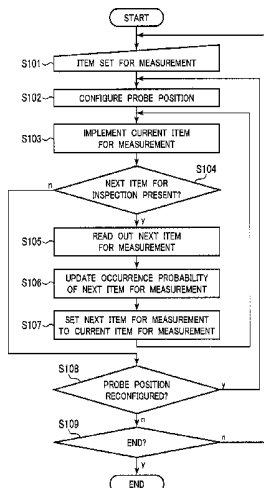 START
S101
ITEM SET FOR MEASUREMENT
S102
CONFIGURE PROBE POSITION
S103
IMPLEMENT CURRENT ITEM
FOR MEASUREMENT
S104
n
NEXT ITEM FOR
INSPECTION PRESENT?
y
S105
READ OUT NEXT ITEM
FOR MEASUREMENT
S106
UPDATE OCCURRENCE PROBABILITY
OF NEXT ITEM FOR MEASUREMENT
S107
SET NEXT ITEM FOR MEASUREMENT
TO CURRENT ITEM FOR MEASUREMENT
S108
PROBE POSITION
RECONFIGURED?
y
n
S109
END?
n
y
END